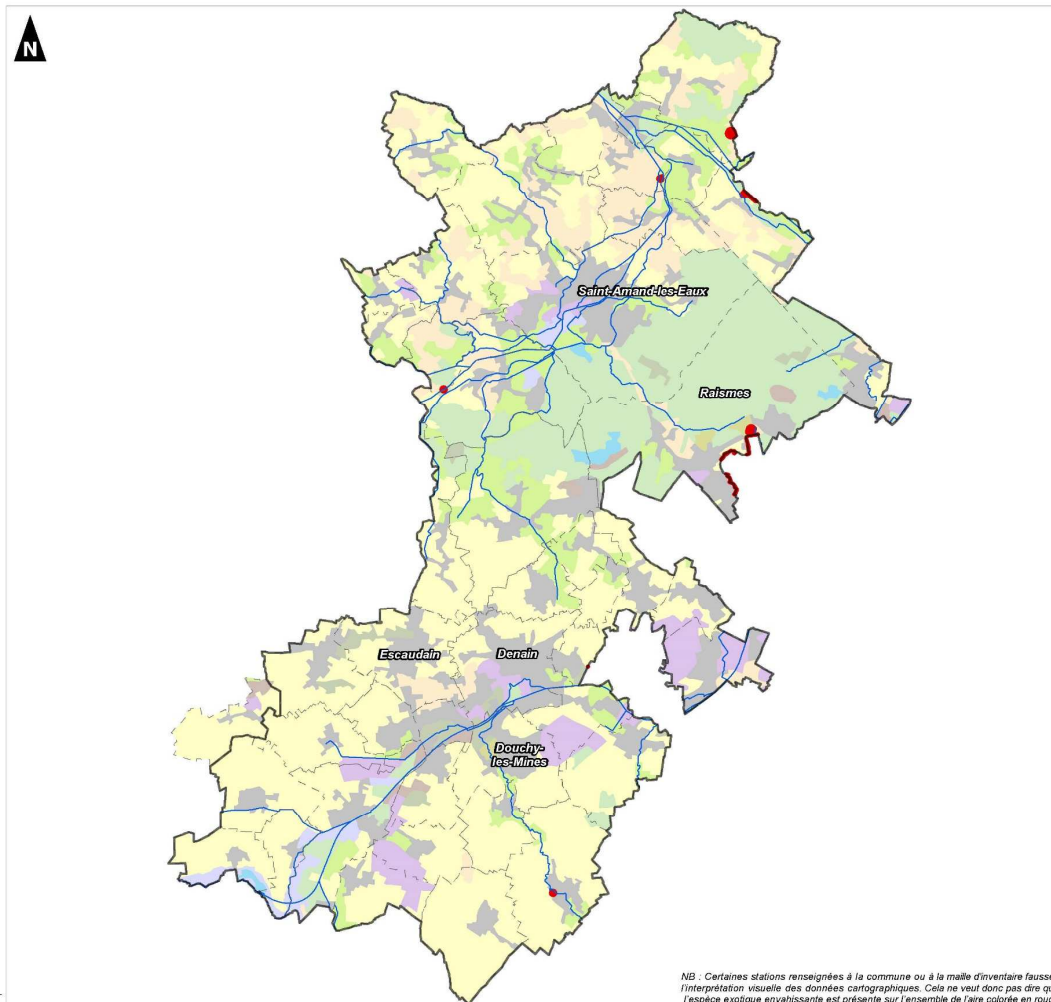 N
Saint-Amand-les-Eaux
Raismes
Escaudain
Denain
Douchy-
les-Mines
NB : Certaines stations renseignées à la commune ou à la maille d'inventaire fausse
l'interprétation visuelle des données cartographiques. Cela ne veut donc pas dire qu
l'espèce exotique envahissante est présente sur l'ensemble de l'aire colorée en roug